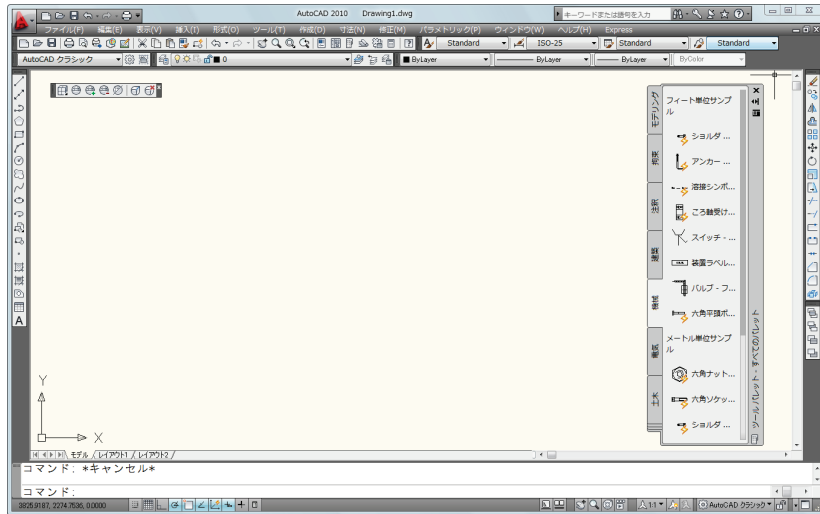 AutoCAD 2010 Drawing1.dwg
キーワードまたは語句を入力
ファイル(F) 編集(E) 表示(V) 挿入(I) 形式(O) ツール(T) 作成(D) 寸法(N) 修正(M) パラメトリック(P) ウィンドウ(W) ヘルプ(H) Express
Standard ISO-25 Standard Standard
AutoCAD クラシック 0 ByLayer ByLayer ByLayer ByColor
モデリング
拘束
注釈
建築
機械
電気
土木
フィート単位サンプル
ショルダ ...
アンカー ...
溶接シンボ...
ころ軸受け...
スイッチ - ...
装置ラベル...
バルブ - フ...
六角平頭ボ...
メートル単位サンプル
六角ナット...
六角ソケッ...
ショルダ ...
ツール パレット - すべてのパレット
A
Y
X
モデル レイアウト1 レイアウト2
コマンド: *キャンセル*
コマンド:
3825.9187, 2274.7536, 0.0000 1:1 AutoCAD クラシック